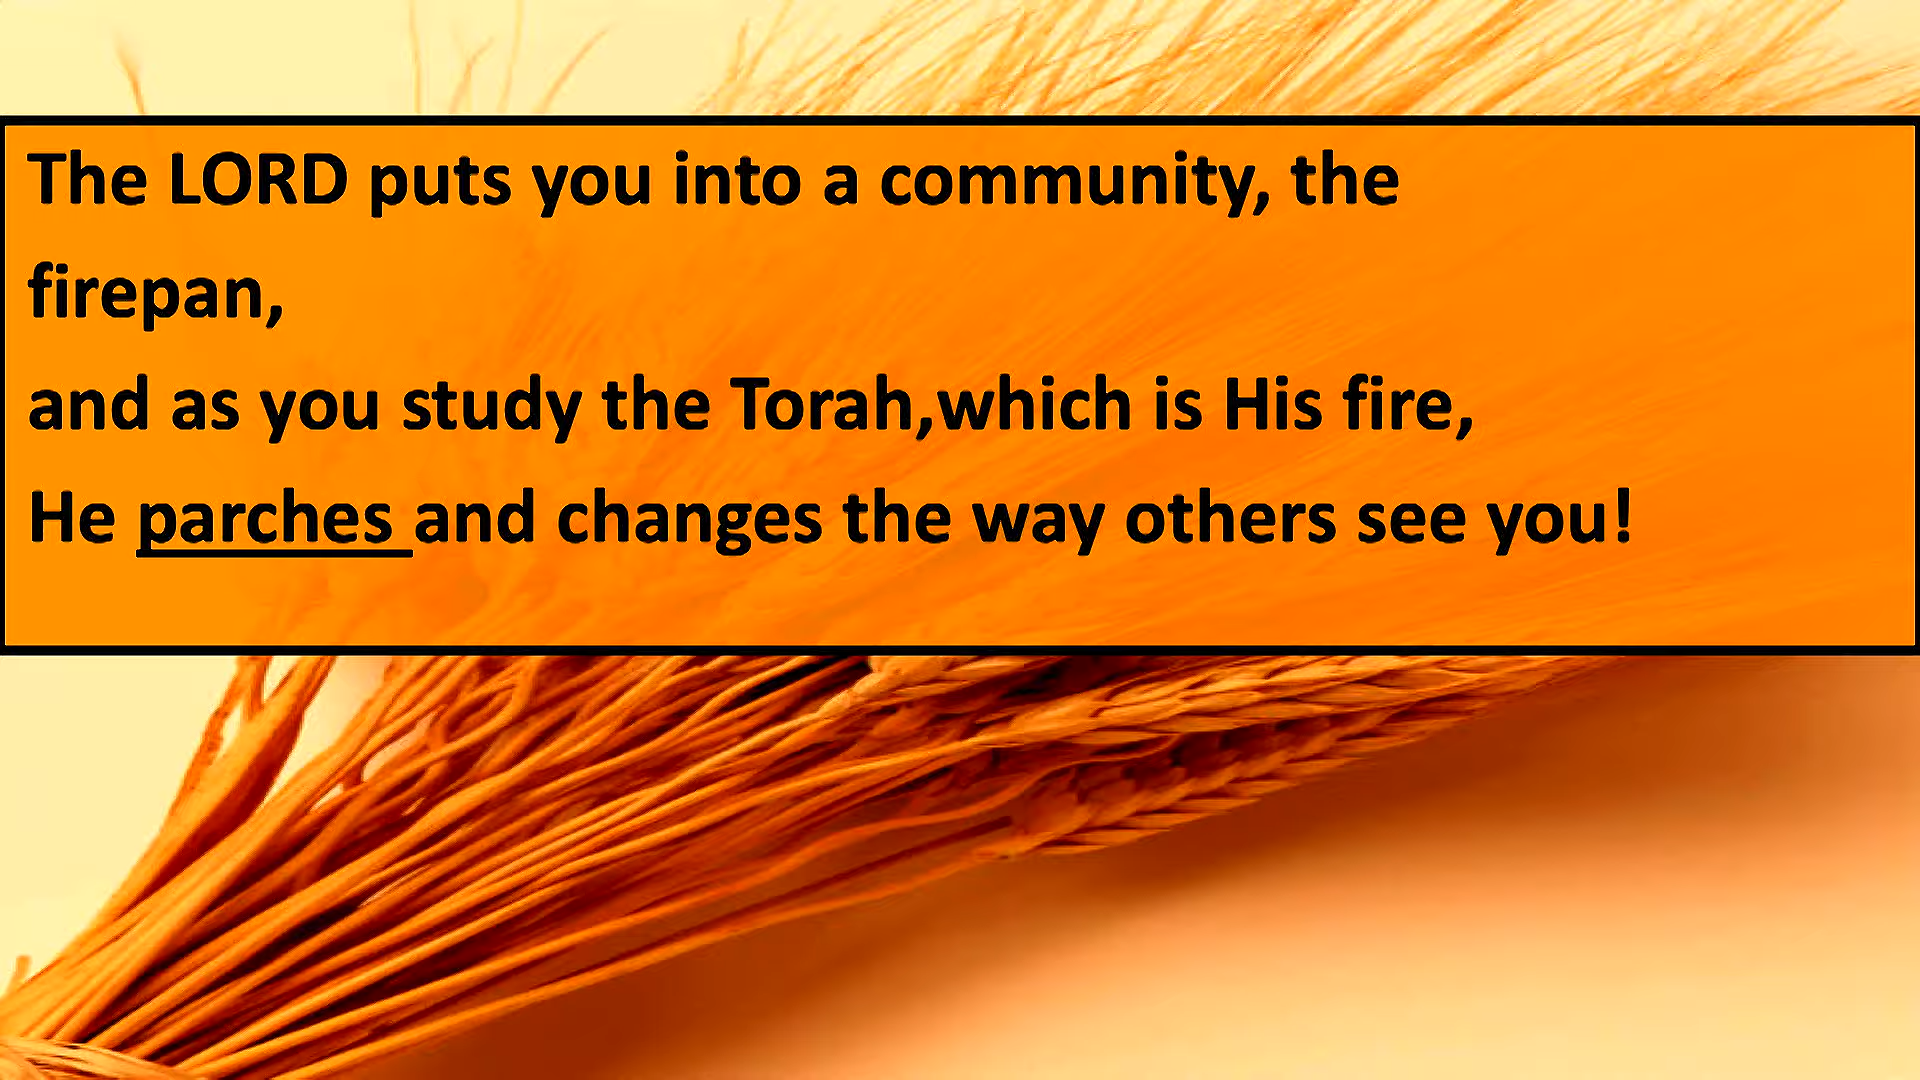 The LORD puts you into a community, the
firepan,
and as you study the Torah,which is His fire,
He parches and changes the way others see you!